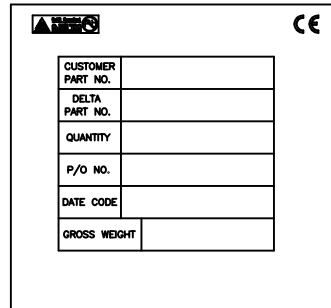 CE
CUSTOMER
PART NO.
DELTA
PART NO.
QUANTITY
P/O NO.
DATE CODE
GROSS WEIGHT